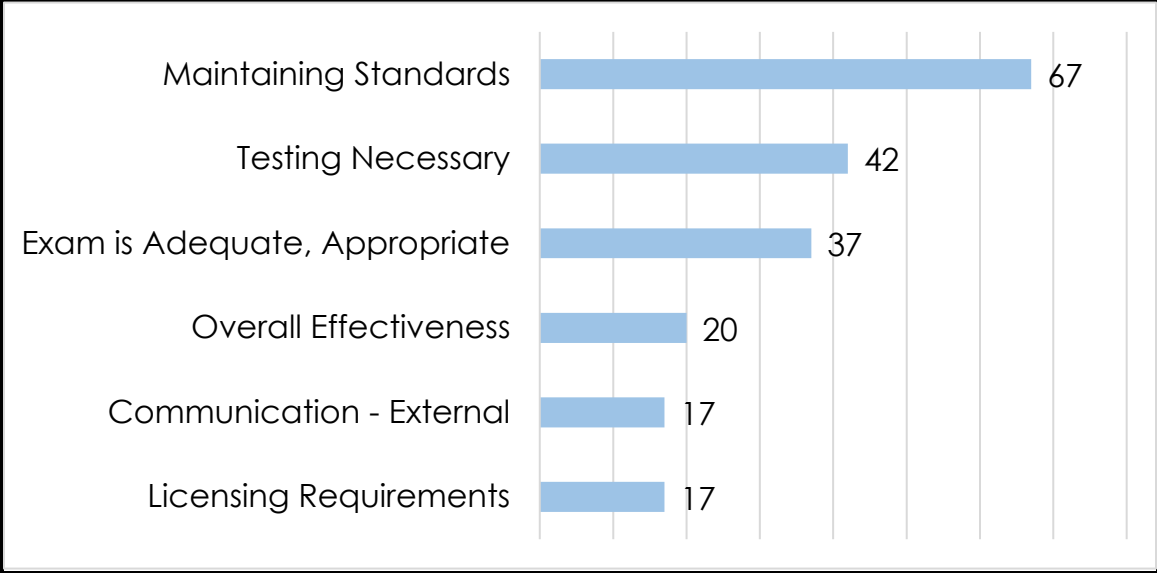 Maintaining Standards 67
Testing Necessary 42
Exam is Adequate, Appropriate 37
Overall Effectiveness 20
Communication - External 17
Licensing Requirements 17